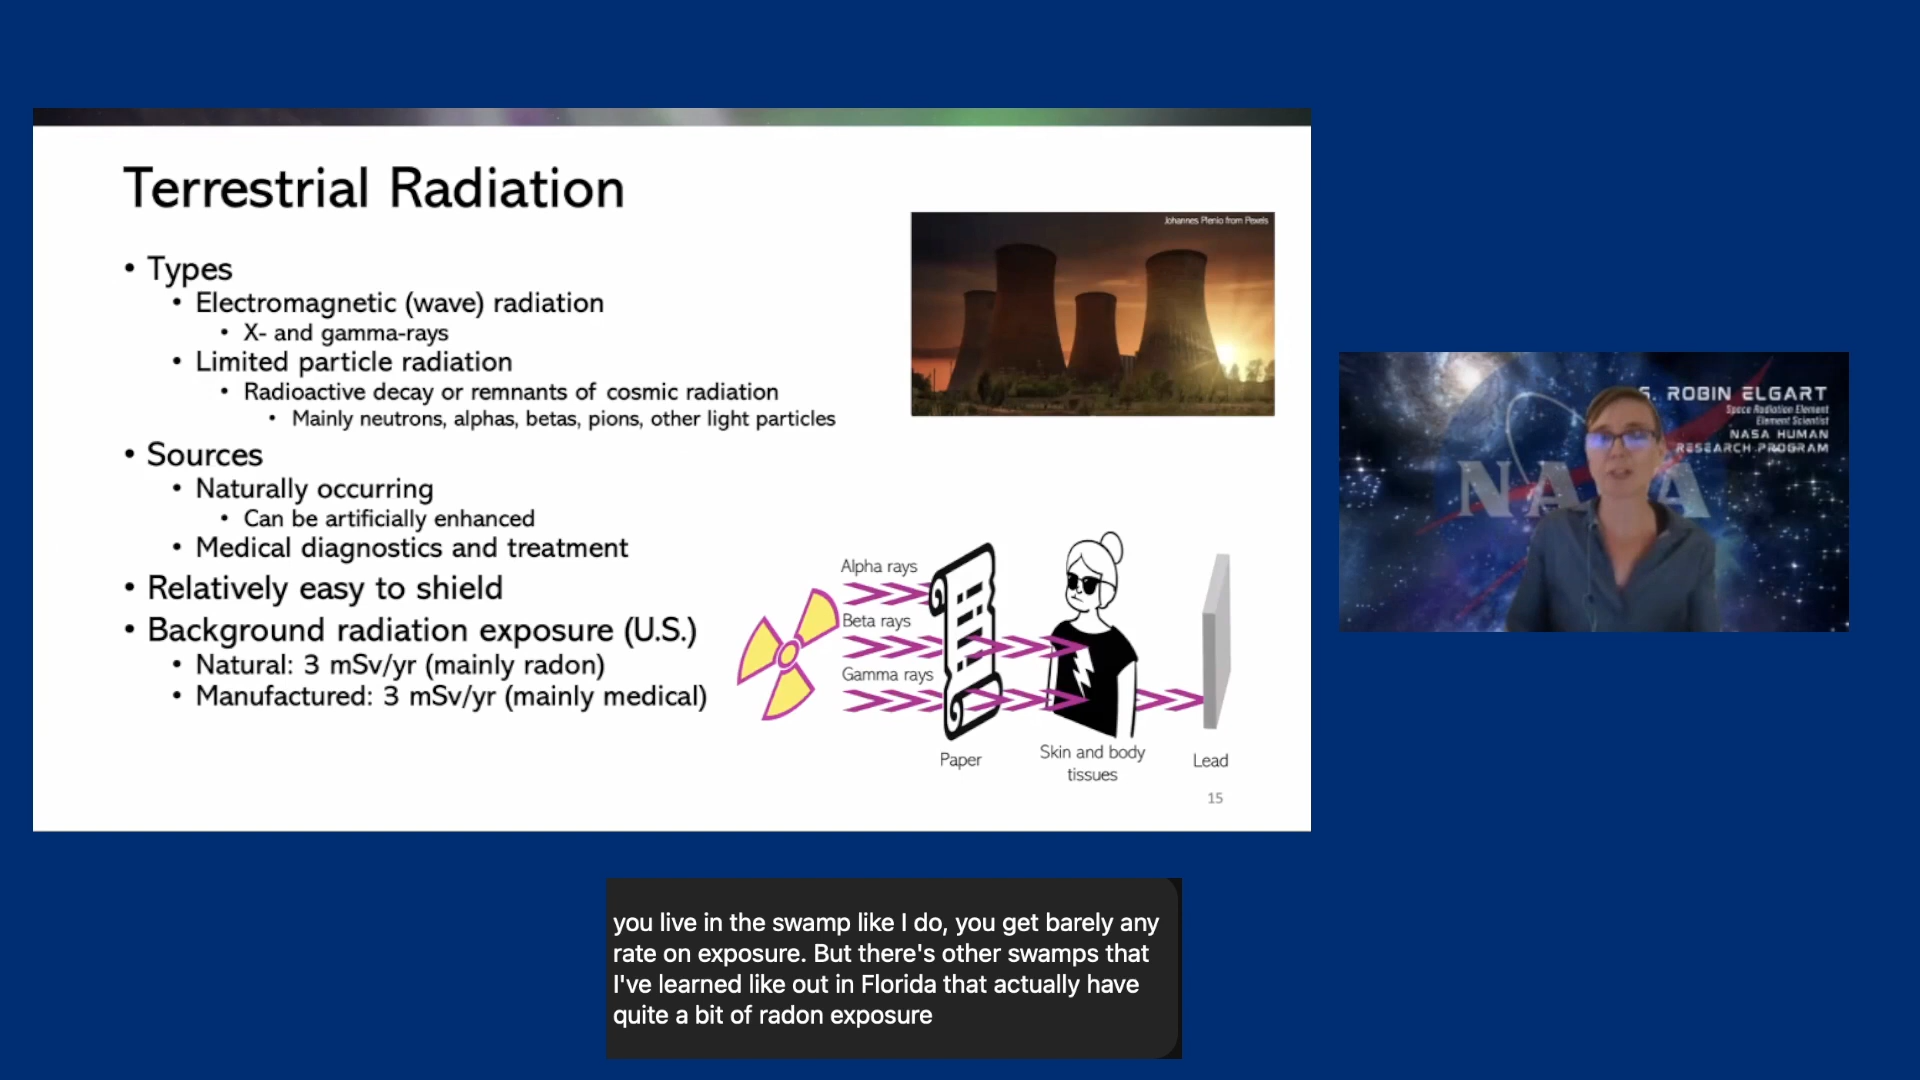 Terrestrial Radiation
• Types
• Electromagnetic (wave) radiation
• X- and gamma-rays
• Limited particle radiation
• Radioactive decay or remnants of cosmic radiation
• Mainly neutrons, alphas, betas, pions, other light particles
• Sources
• Naturally occurring
• Can be artificially enhanced
• Medical diagnostics and treatment
• Relatively easy to shield
• Background radiation exposure (U.S.)
• Natural: 3 mSv/yr (mainly radon)
• Manufactured: 3 mSv/yr (mainly medical)
Johannes Plenio from Pexels
Alpha rays
Beta rays
Gamma rays
Paper
Skin and body
tissues
Lead
15
S. ROBIN ELGART
Space Radiation Element
Element Scientist
NASA HUMAN
RESEARCH PROGRAM
NASA
you live in the swamp like I do, you get barely any
rate on exposure. But there's other swamps that
I've learned like out in Florida that actually have
quite a bit of radon exposure